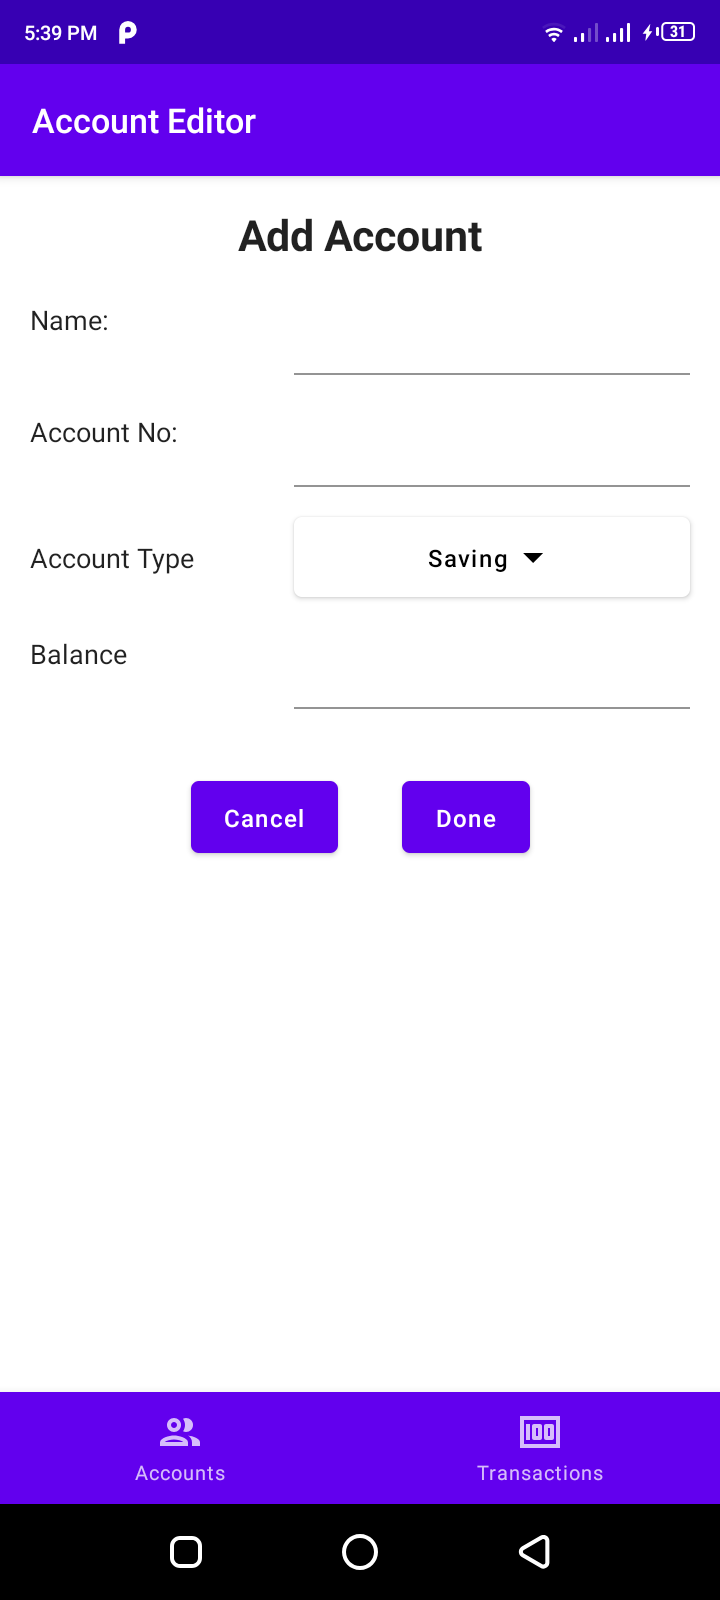 5:39 PM
31
Account Editor
Add Account
Name:
Account No:
Account Type
Saving
Balance
Cancel
Done
100
Accounts
Transactions